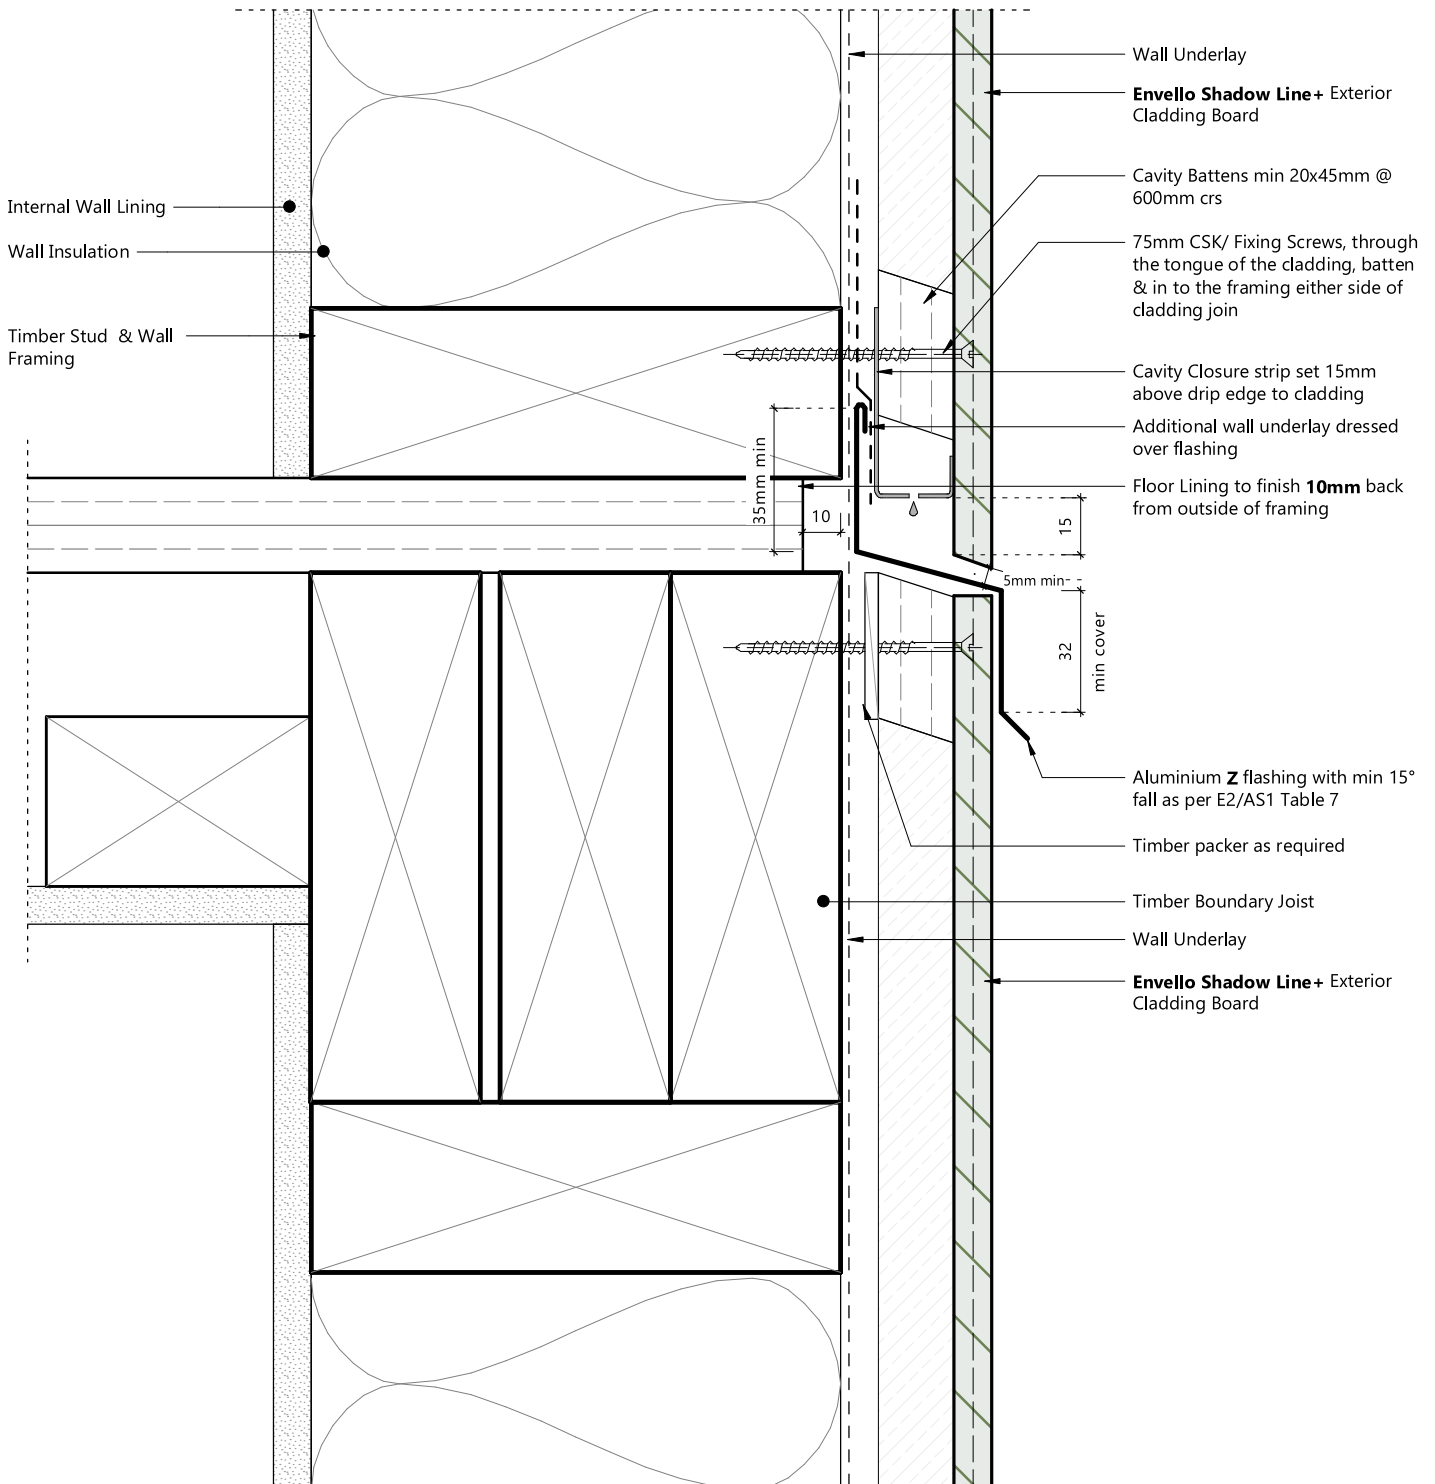 Wall Underlay
Envello Shadow Line+ Exterior
Cladding Board
Cavity Battens min 20x45mm @
600mm crs
Internal Wall Lining
Wall Insulation
75mm CSK/ Fixing Screws, through
the tongue of the cladding, batten
& in to the framing either side of
cladding join
Timber Stud & Wall
Framing
Cavity Closure strip set 15mm
above drip edge to cladding
Additional wall underlay dressed
over flashing
35mm min
10
Floor Lining to finish 10mm back
from outside of framing
15
5mm min
32
min cover
Aluminium Z flashing with min 15°
fall as per E2/AS1 Table 7
Timber packer as required
Timber Boundary Joist
Wall Underlay
Envello Shadow Line+ Exterior
Cladding Board